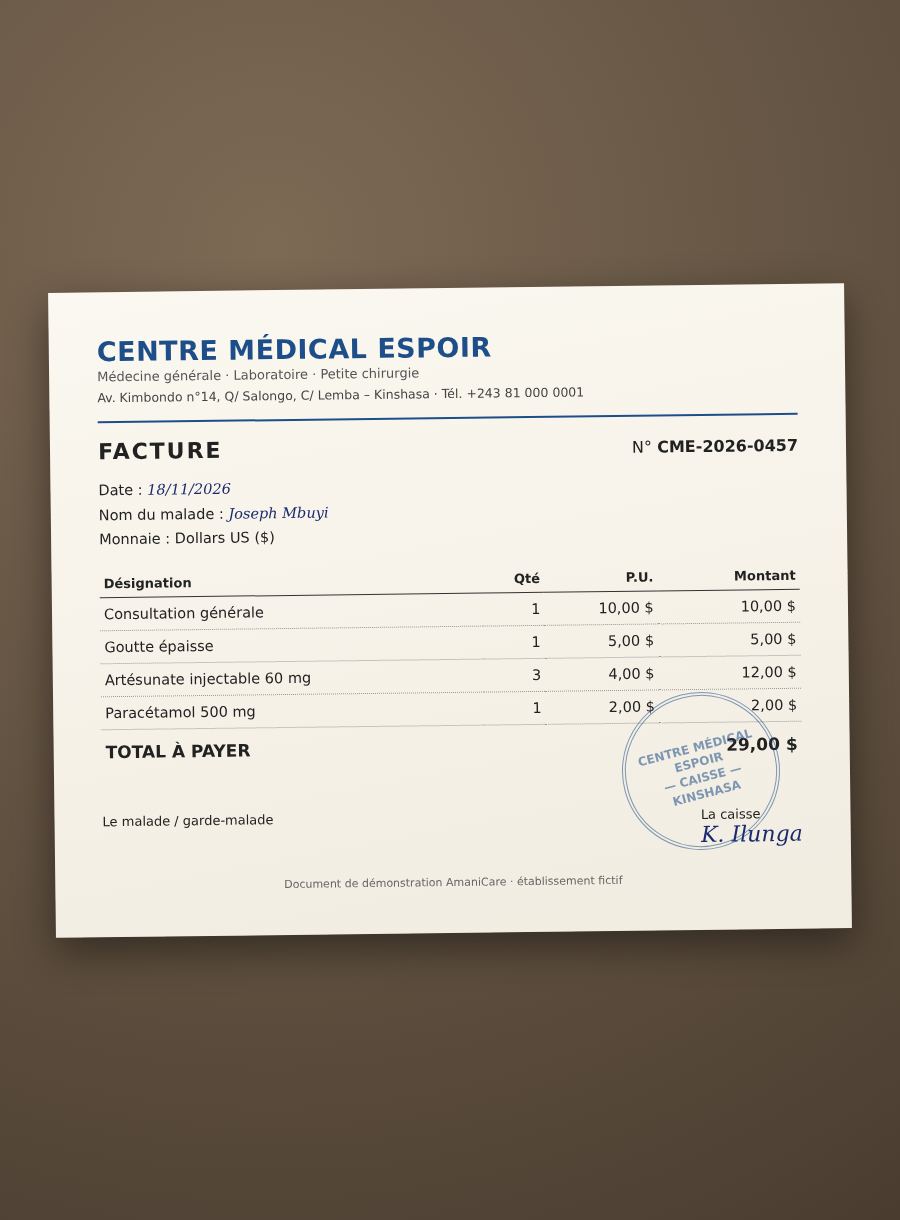 CENTRE MÉDICAL ESPOIR
Médecine générale · Laboratoire · Petite chirurgie
Av. Kimbondo n°14, Q/ Salongo, C/ Lemba – Kinshasa · Tél. +243 81 000 0001
FACTURE N° CME-2026-0457
Date : 18/11/2026
Nom du malade : Joseph Mbuyi
Monnaie : Dollars US ($)
Désignation Qté P.U. Montant
Consultation générale 1 10,00 $ 10,00 $
Goutte épaisse 1 5,00 $ 5,00 $
Artésunate injectable 60 mg 3 4,00 $ 12,00 $
Paracétamol 500 mg 1 2,00 $ 2,00 $
TOTAL À PAYER 29,00 $
CENTRE MÉDICAL
ESPOIR
— CAISSE —
KINSHASA
Le malade / garde-malade La caisse
K. Ilunga
Document de démonstration AmaniCare · établissement fictif